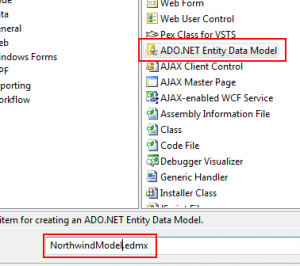 Web Form
ata
Web User Control
eneral
Pex Class for VSTS
eb
ADO.NET Entity Data Model
indows Forms
PF
AJAX Client Control
porting
AJAX Master Page
orkflow
AJAX-enabled WCF Service
Assembly Information File
Class
Code File
Debugger Visualizer
Generic Handler
Installer Class
item for creating an ADO.NET Entity Data Model.
NorthwindModel.edmx